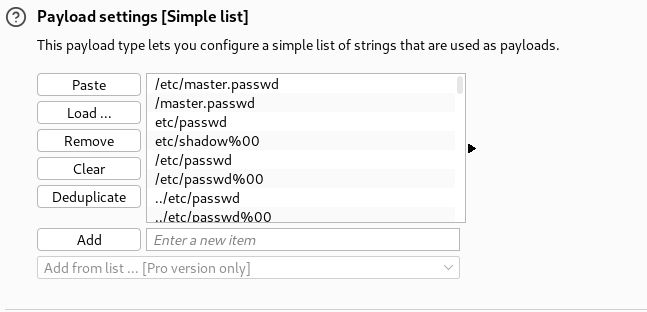 Payload settings [Simple list]
This payload type lets you configure a simple list of strings that are used as payloads.
Paste
Load ...
Remove
Clear
Deduplicate
/etc/master.passwd
/master.passwd
etc/passwd
etc/shadow%00
/etc/passwd
/etc/passwd%00
../etc/passwd
../etc/passwd%00
Add
Enter a new item
Add from list ... [Pro version only]